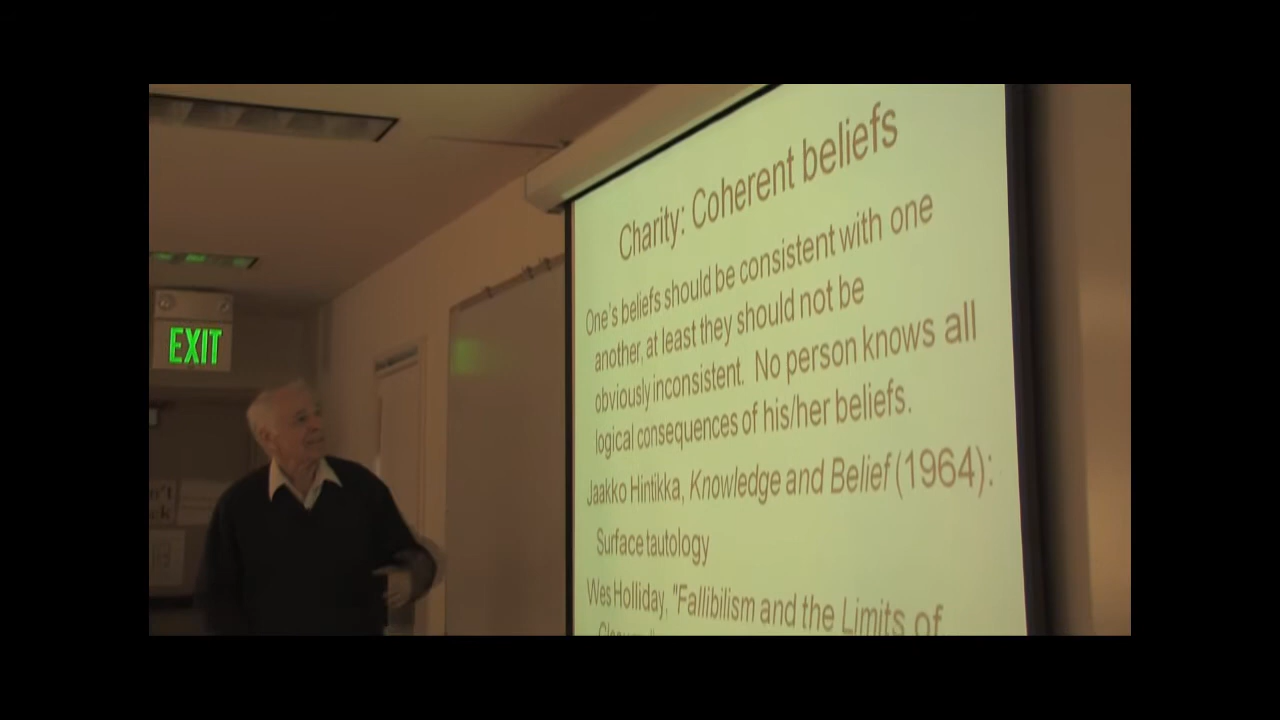 Charity: Coherent beliefs
One's beliefs should be consistent with one
another, at least they should not be
obviously inconsistent. No person knows all
logical consequences of his/her beliefs.
Jaakko Hintikka, Knowledge and Belief (1964):
Surface tautology
Wes Holliday, "Fallibilism and the Limits of
EXIT